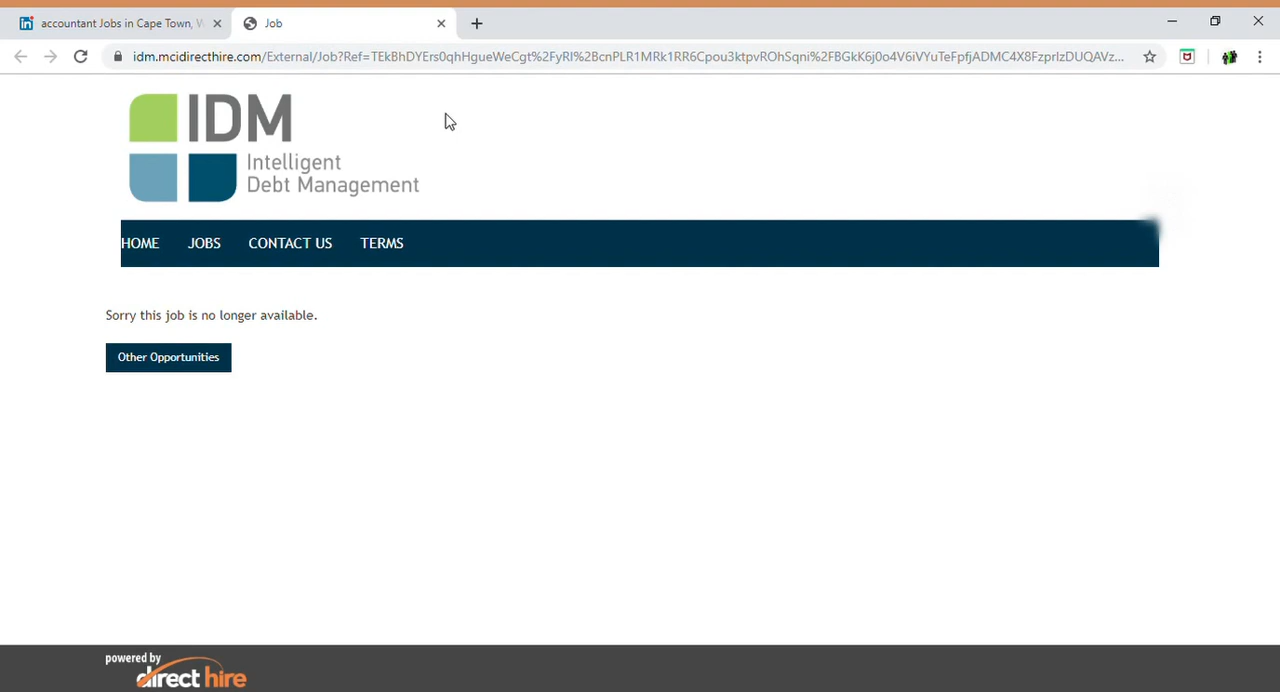 accountant Jobs in Cape Town,
Job
idm.mcidirecthire.com/External/Job?Ref=TEkBhDYErs0qhHgueWeCgt%2FyRI%2BcnPLR1MRk1RR6Cpou3ktpvROhSqni%2FBGkK6j0o4V6iVYuTeFpfjADMC4X8FzprIzDUQAVz...
IDM
Intelligent
Debt Management
HOME JOBS CONTACT US TERMS
Sorry this job is no longer available.
Other Opportunities
powered by
direct hire